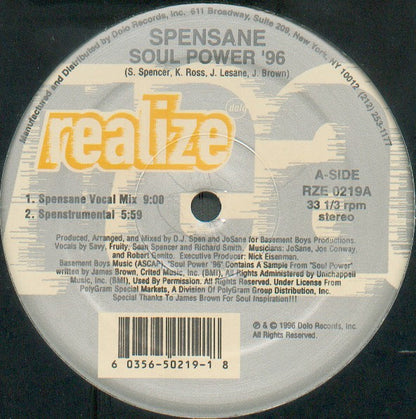 Manufactured and Distributed by Dolo Records, Inc. 611 Broadway, Suite 209, New York, NY 10012 (212) 253-1177
SPENSANE
SOUL POWER '96
(S. Spencer, K. Ross, J. Lesane, J. Brown)
dolo
realize
A-SIDE
RZE 0219A
33 1/3 rpm
stereo
1. Spensane Vocal Mix 9:00
2. Spenstrumental 5:59
Produced, Arranged, and Mixed by D.J. Spen and JoSane for Basement Boys Productions.
Vocals by Savy, Fruity, Sean Spencer and Richard Smith. Musicians: JoSane, Joe Conway,
and Robert Gento. Executive Producer: Nick Eisenman.
Basement Boys Music (ASCAP). "Soul Power '96" Contains A Sample From "Soul Power"
written by James Brown, Crited Music, Inc. (BMI), All Rights Administered by Unichappell
Music, Inc. (BMI), Used By Permission. All Rights Reserved. Under License From
PolyGram Special Markets, A Division of PolyGram Group Distribution, Inc.
Special Thanks To James Brown For Soul Inspiration!!!
℗ & © 1996 Dolo Records, Inc.
All Rights Reserved.
6 0356-50219-1 8